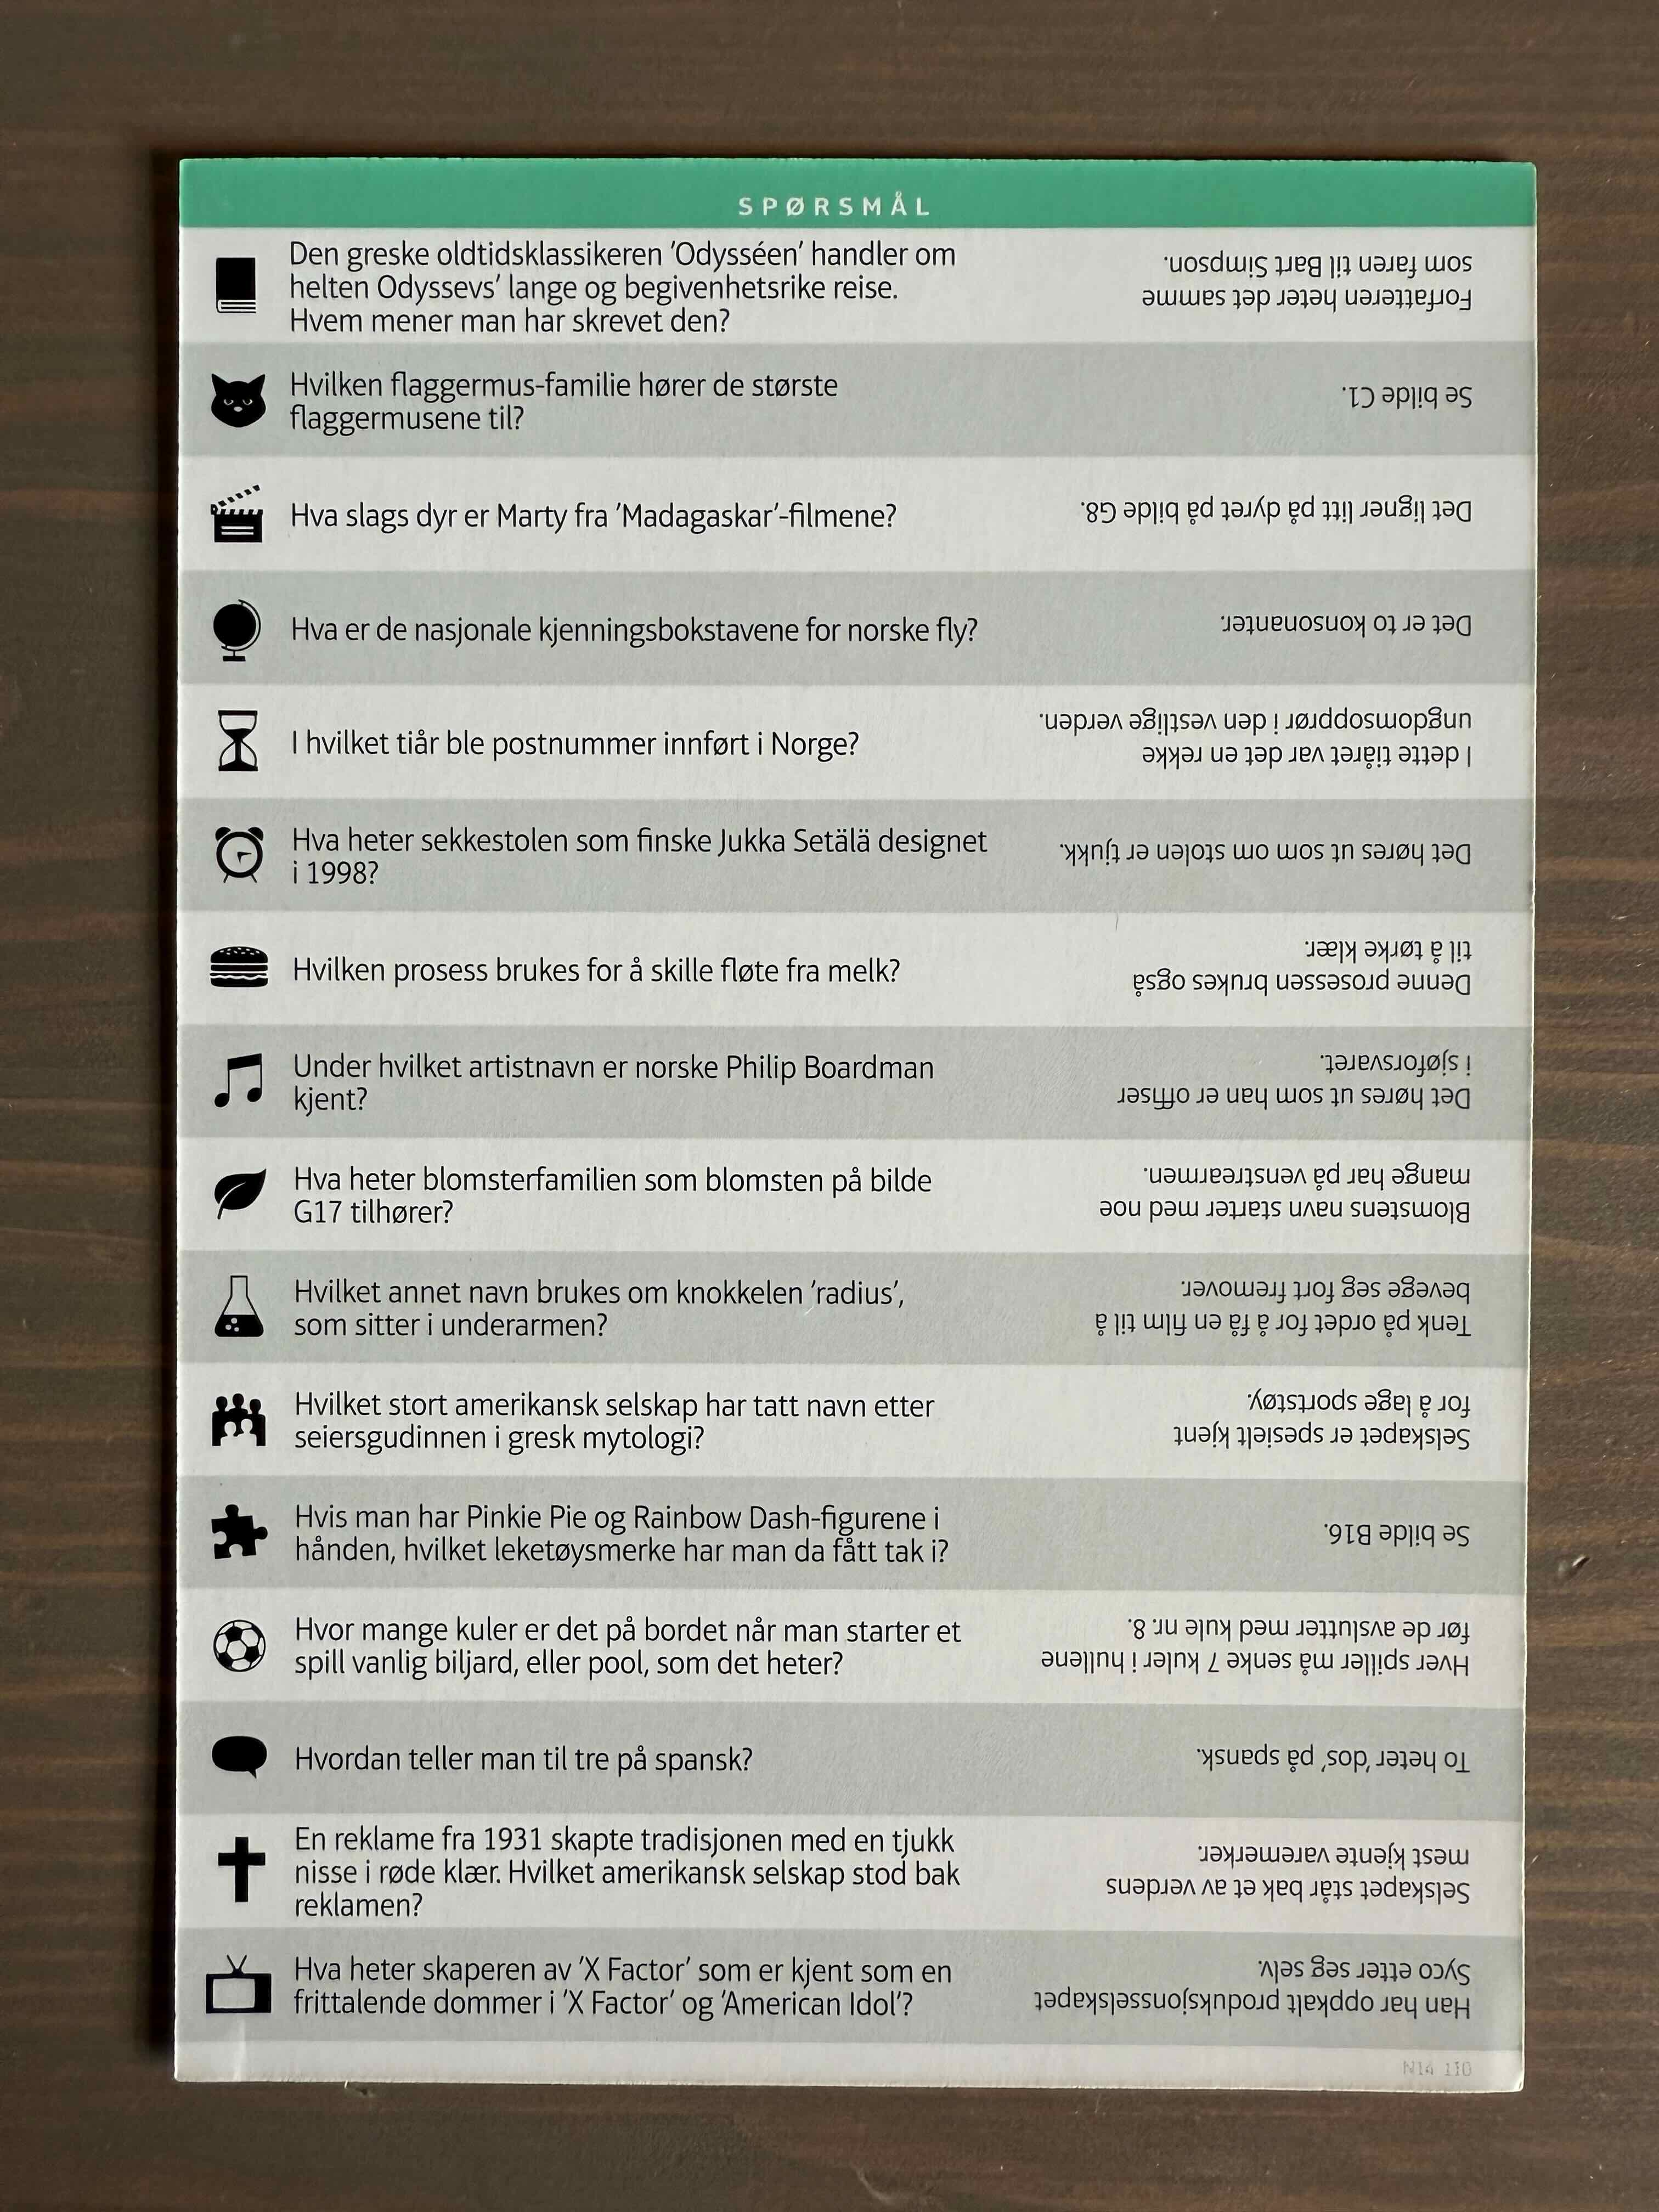 SPØRSMÅL
Den greske oldtidsklassikeren 'Odysséen' handler om
helten Odyssevs' lange og begivenhetsrike reise.
Hvem mener man har skrevet den?
Forfatteren heter det samme
som faren til Bart Simpson.
Hvilken flaggermus-familie hører de største
flaggermusene til?
Se bilde C1.
Hva slags dyr er Marty fra 'Madagaskar'-filmene?
Det ligner litt på dyret på bilde G8.
Hva er de nasjonale kjenningsbokstavene for norske fly?
Det er to konsonanter.
I hvilket tiår ble postnummer innført i Norge?
I dette tiåret var det en rekke
ungdomsopprør i den vestlige verden.
Hva heter sekkestolen som finske Jukka Setälä designet
i 1998?
Det høres ut som om stolen er tjukk.
Hvilken prosess brukes for å skille fløte fra melk?
Denne prosessen brukes også
til å tørke klær.
Under hvilket artistnavn er norske Philip Boardman
kjent?
Det høres ut som han er offiser
i sjøforsvaret.
Hva heter blomsterfamilien som blomsten på bilde
G17 tilhører?
Blomstens navn starter med noe
mange har på venstrearmen.
Hvilket annet navn brukes om knokkelen 'radius',
som sitter i underarmen?
Tenk på ordet for å få en film til å
bevege seg fort fremover.
Hvilket stort amerikansk selskap har tatt navn etter
seiersgudinnen i gresk mytologi?
Selskapet er spesielt kjent
for å lage sportstøy.
Hvis man har Pinkie Pie og Rainbow Dash-figurene i
hånden, hvilket leketøysmerke har man da fått tak i?
Se bilde B16.
Hvor mange kuler er det på bordet når man starter et
spill vanlig biljard, eller pool, som det heter?
Hver spiller må senke 7 kuler i hullene
før de avslutter med kule nr. 8.
Hvordan teller man til tre på spansk?
To heter 'dos' på spansk.
En reklame fra 1931 skapte tradisjonen med en tjukk
nisse i røde klær. Hvilket amerikansk selskap stod bak
reklamen?
Selskapet står bak et av verdens
mest kjente varemerker.
Hva heter skaperen av 'X Factor' som er kjent som en
frittalende dommer i 'X Factor' og 'American Idol'?
Han har oppkalt produksjonsselskapet
Syco etter seg selv.
N14 110